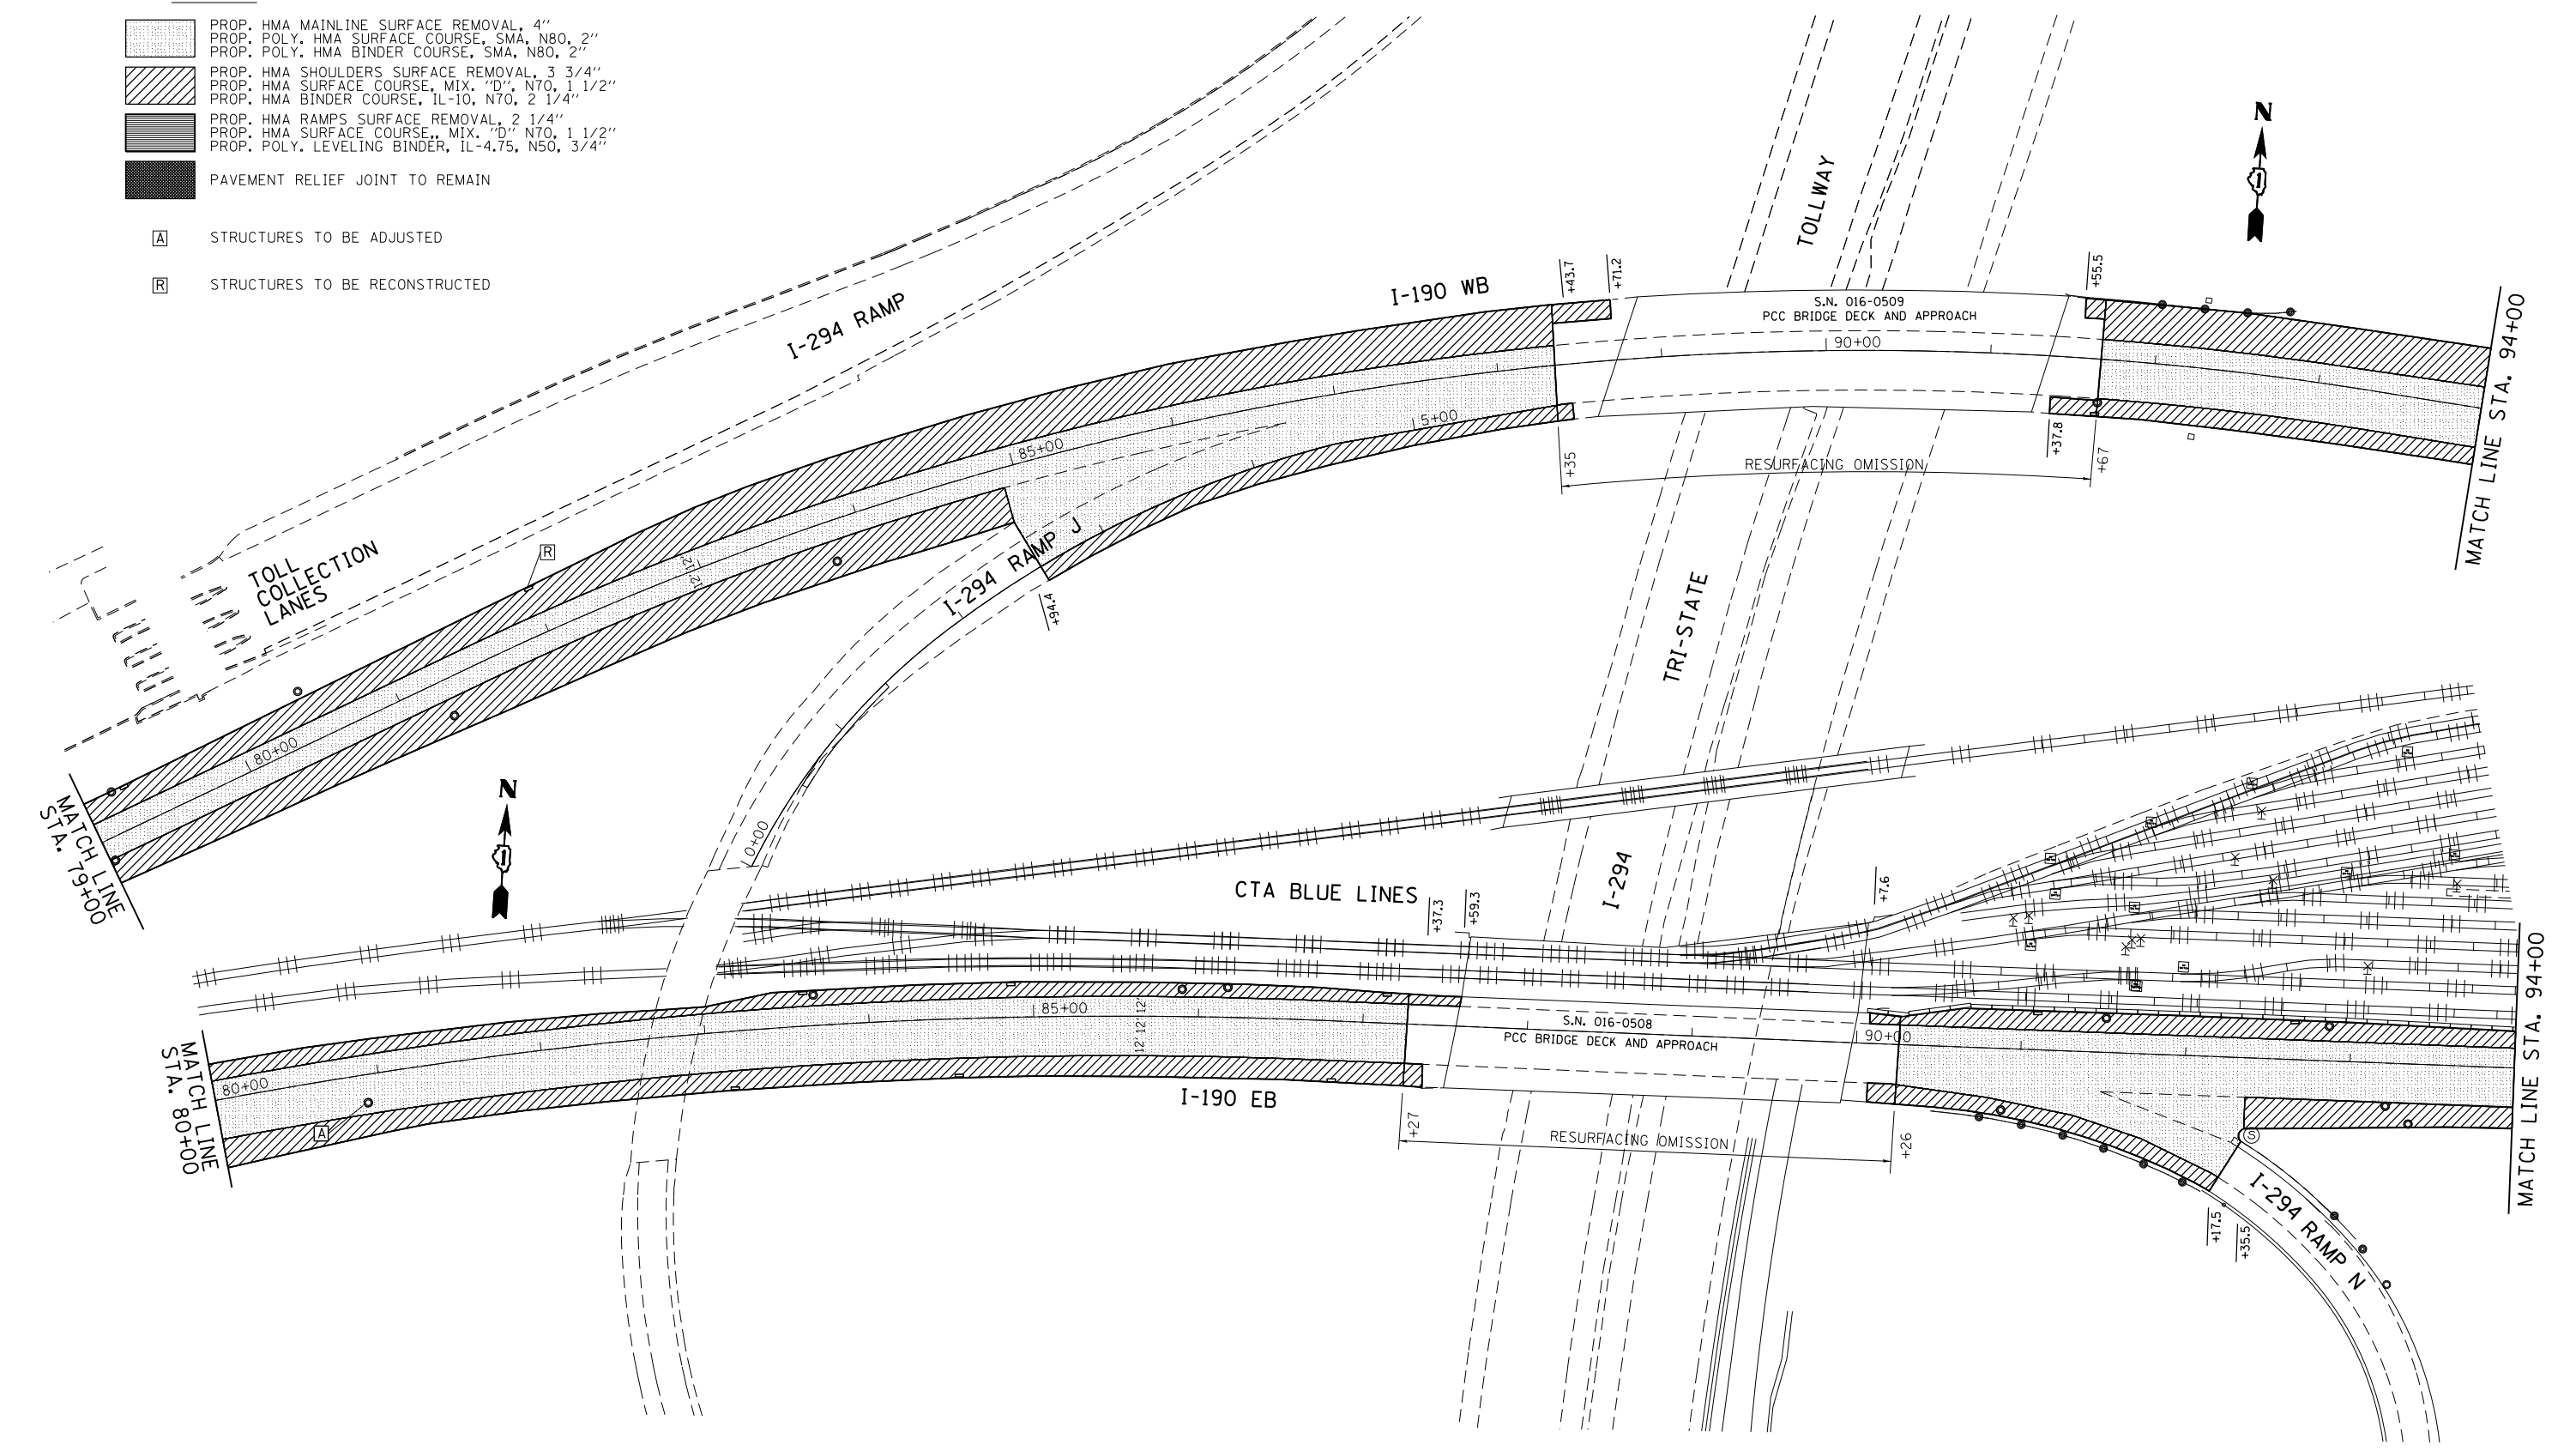 PROP. HMA MAINLINE SURFACE REMOVAL, 4"
PROP. POLY. HMA SURFACE COURSE, SMA, N80, 2"
PROP. POLY. HMA BINDER COURSE, SMA, N80, 2"
PROP. HMA SHOULDERS SURFACE REMOVAL, 3 3/4"
PROP. HMA SURFACE COURSE, MIX. "D", N70, 1 1/2"
PROP. HMA BINDER COURSE, IL-10, N70, 2 1/4"
PROP. HMA RAMPS SURFACE REMOVAL, 2 1/4"
PROP. HMA SURFACE COURSE,, MIX. "D" N70, 1 1/2"
PROP. POLY. LEVELING BINDER, IL-4.75, N50, 3/4"
PAVEMENT RELIEF JOINT TO REMAIN
A STRUCTURES TO BE ADJUSTED
R STRUCTURES TO BE RECONSTRUCTED
N
1
TOLLWAY
I-294 RAMP
I-190 WB
+43.7
+71.2
+55.5
S.N. 016-0509
PCC BRIDGE DECK AND APPROACH
90+00
MATCH LINE STA. 94+00
85+00
5+00
+35
RESURFACING OMISSION
+37.8
+67
R
12'
12'
TOLL
COLLECTION
LANES
I-294 RAMP J
+94.4
TRI-STATE
80+00
MATCH LINE
STA. 79+00
N
1
0+00
I-294
CTA BLUE LINES
+37.3
+59.3
+7.6
85+00
12' 12' 12'
S.N. 016-0508
PCC BRIDGE DECK AND APPROACH
90+00
MATCH LINE STA. 94+00
MATCH LINE
STA. 80+00
80+00
A
I-190 EB
+27
RESURFACING OMISSION
+26
S
I-294 RAMP N
+17.5
+35.5